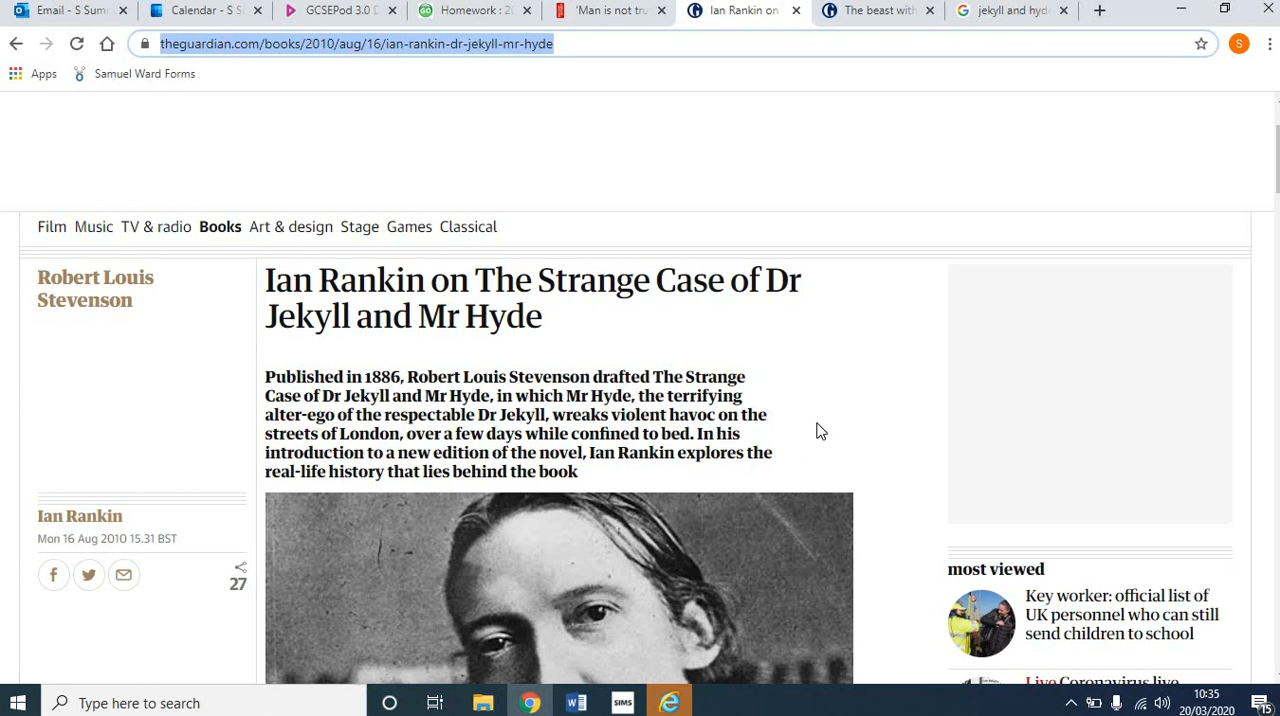 Email - S Sum
Calendar - S S
GCSEPod 3.0 D
Homework : 20
'Man is not tru
Ian Rankin on
The beast with
jekyll and hyde
theguardian.com/books/2010/aug/16/ian-rankin-dr-jekyll-mr-hyde
S
Apps
Samuel Ward Forms
Film Music TV & radio Books Art & design Stage Games Classical
Robert Louis
Stevenson
Ian Rankin on The Strange Case of Dr
Jekyll and Mr Hyde
Published in 1886, Robert Louis Stevenson drafted The Strange
Case of Dr Jekyll and Mr Hyde, in which Mr Hyde, the terrifying
alter-ego of the respectable Dr Jekyll, wreaks violent havoc on the
streets of London, over a few days while confined to bed. In his
introduction to a new edition of the novel, Ian Rankin explores the
real-life history that lies behind the book
Ian Rankin
Mon 16 Aug 2010 15.31 BST
27
most viewed
Key worker: official list of
UK personnel who can still
send children to school
Live Coronavirus live
Type here to search
SIMS
10:35
20/03/2020
15